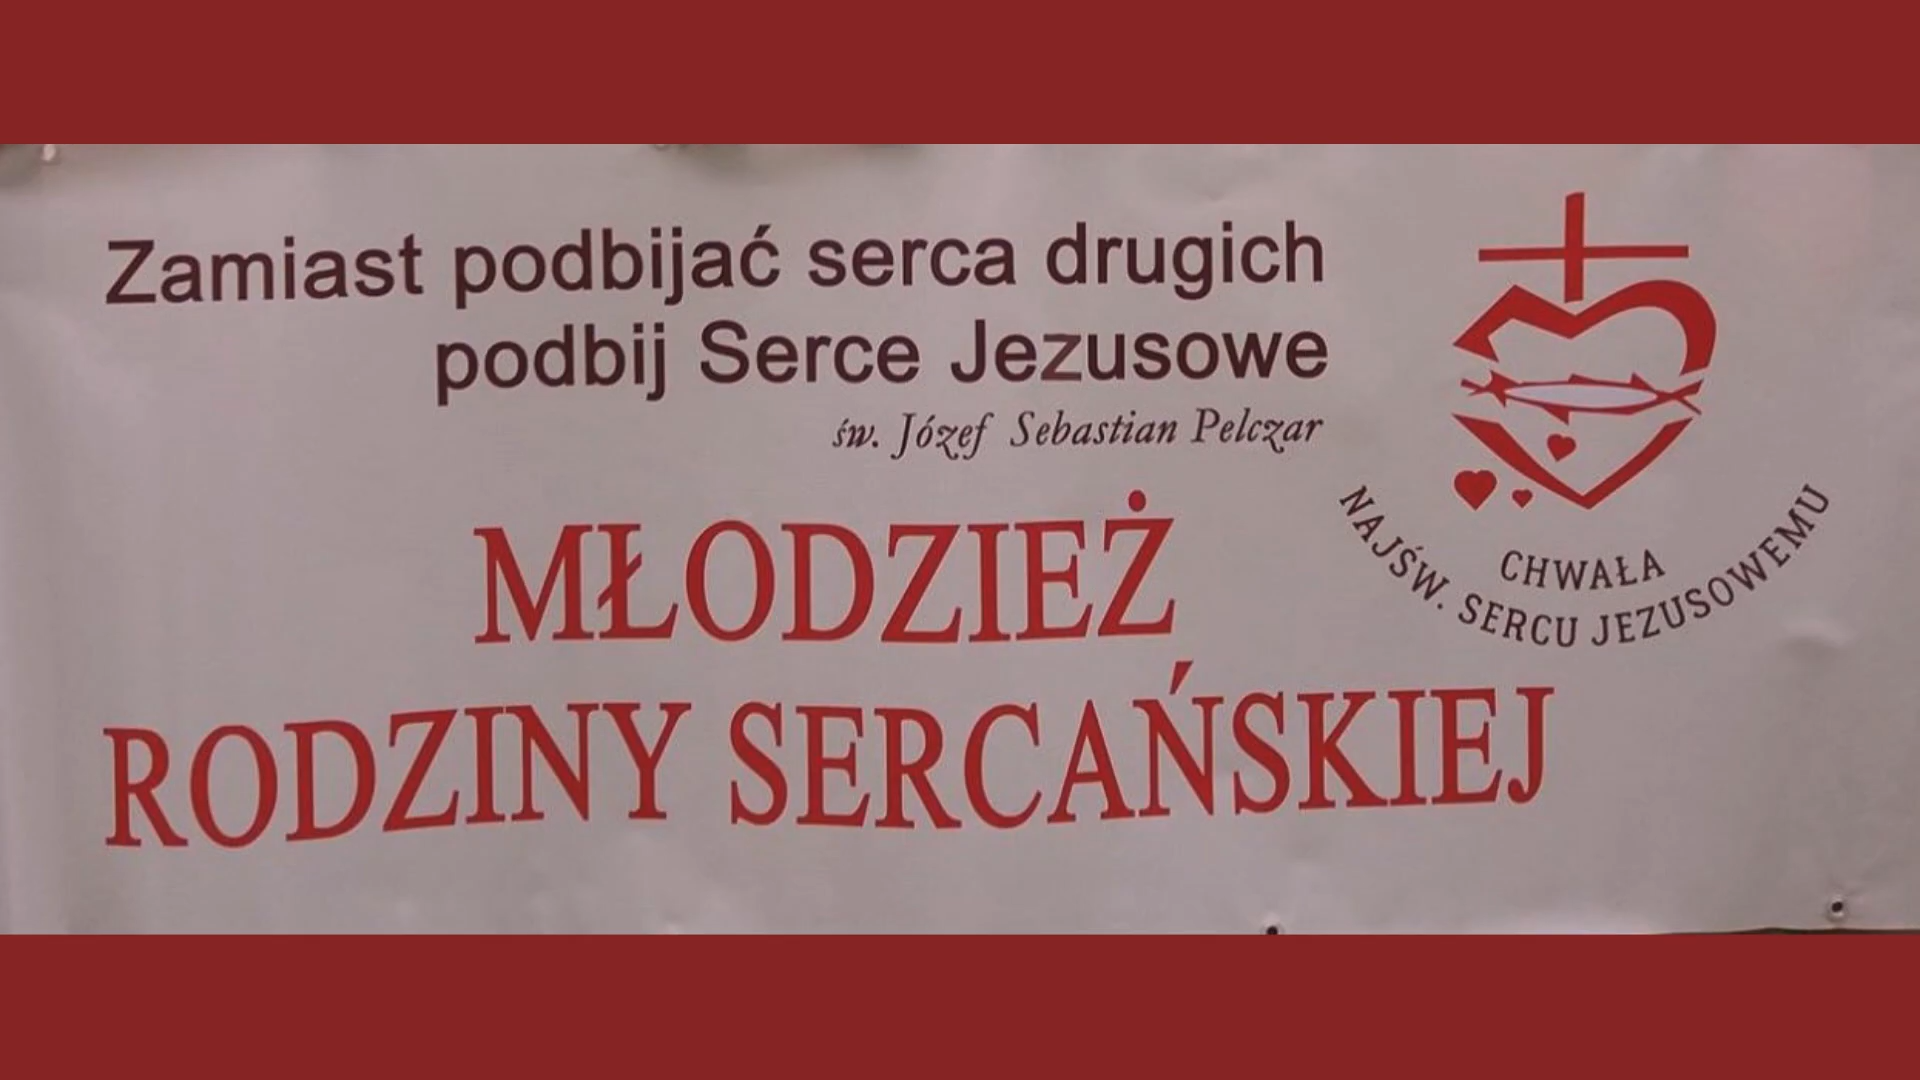 Zamiast podbijać serca drugich
podbij Serce Jezusowe
św. Józef Sebastian Pelczar
MŁODZIEŻ
RODZINY SERCAŃSKIEJ
CHWAŁA
NAJŚW. SERCU JEZUSOWEMU